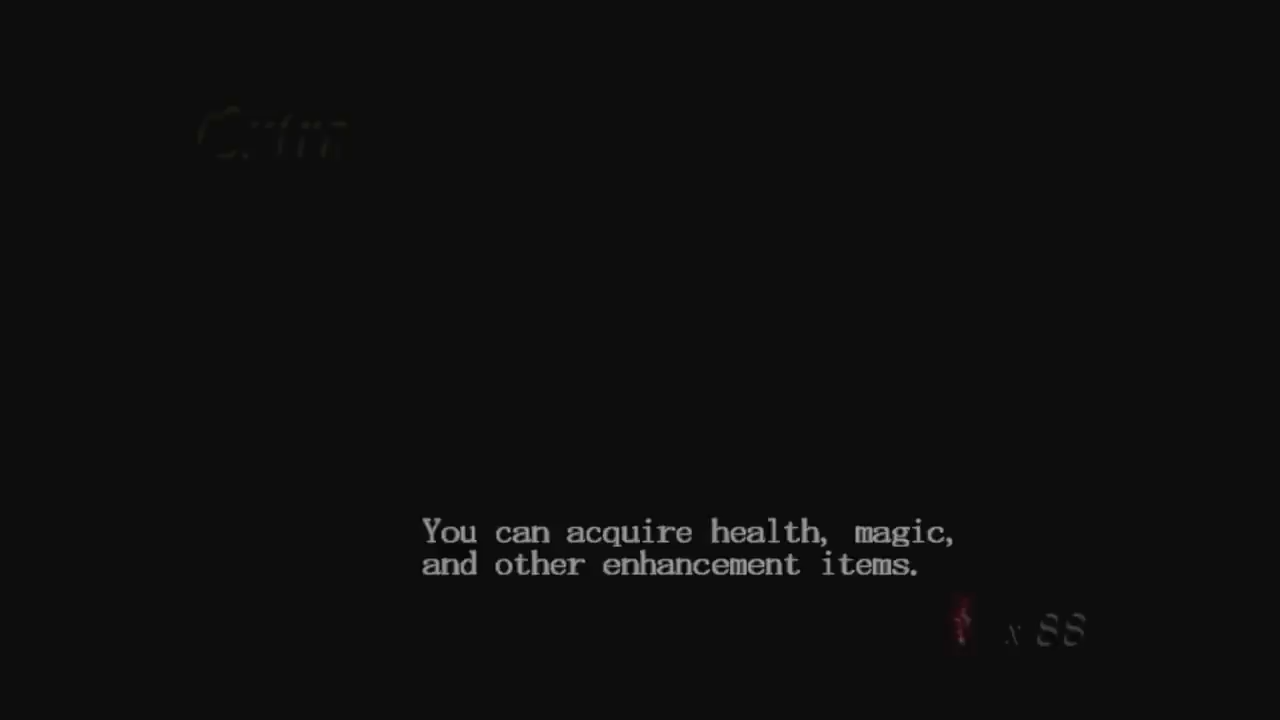 You can acquire health, magic,
and other enhancement items.
x 88